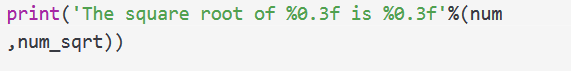 print('The square root of %0.3f is %0.3f'%(num
,num_sqrt))